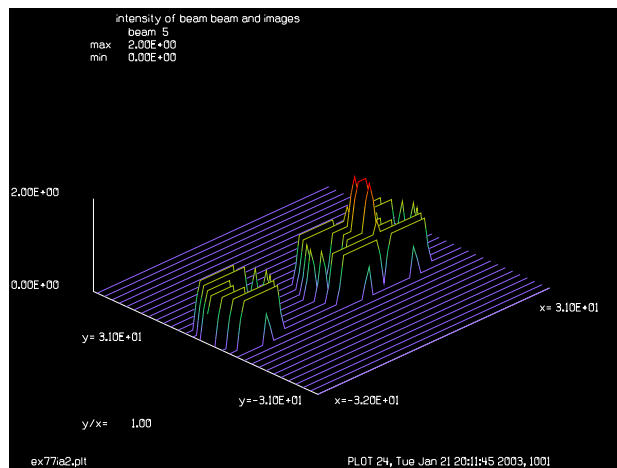 intensity of beam beam and images
beam 5
max 2.00E+00
min 0.00E+00
2.00E+00
0.00E+00
x= 3.10E+01
y= 3.10E+01
y=-3.10E+01 x=-3.20E+01
y/x= 1.00
ex77ia2.plt PLOT 24, Tue Jan 21 20:11:45 2003, 1001